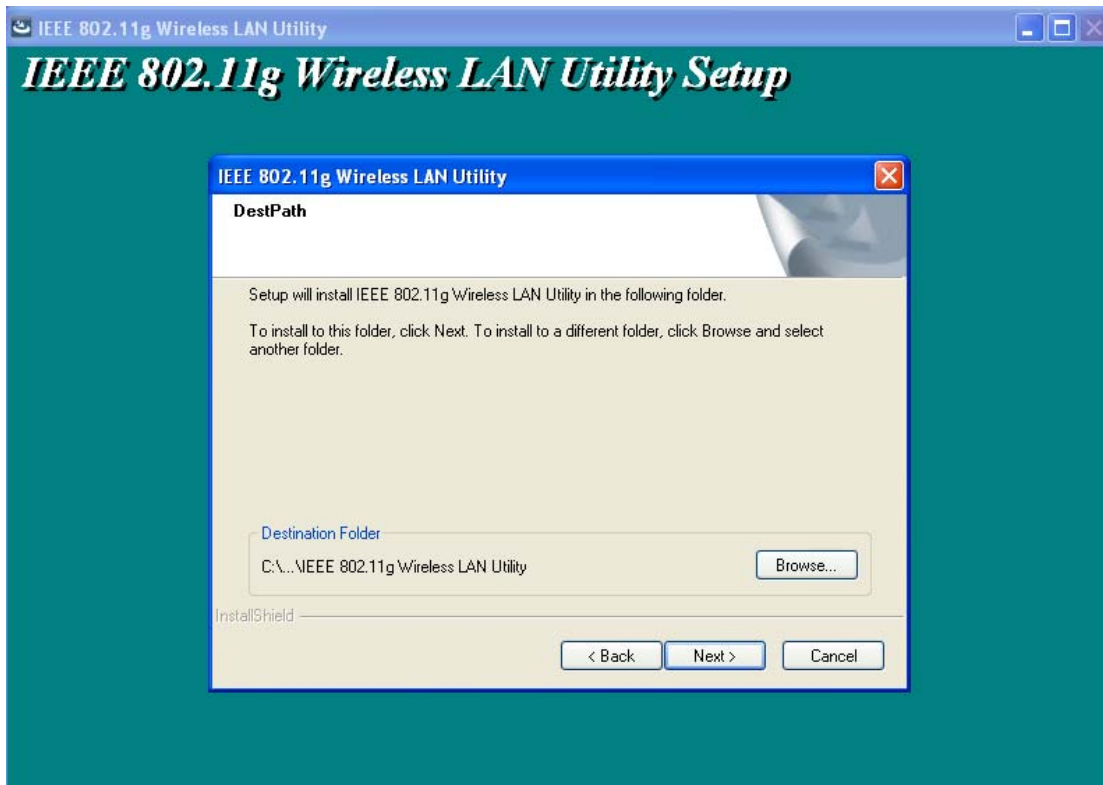 IEEE 802.11g Wireless LAN Utility
IEEE 802.11g Wireless LAN Utility Setup
IEEE 802.11g Wireless LAN Utility
DestPath
Setup will install IEEE 802.11g Wireless LAN Utility in the following folder.
To install to this folder, click Next. To install to a different folder, click Browse and select
another folder.
Destination Folder
C:\...\IEEE 802.11g Wireless LAN Utility
Browse...
InstallShield
< Back
Next >
Cancel